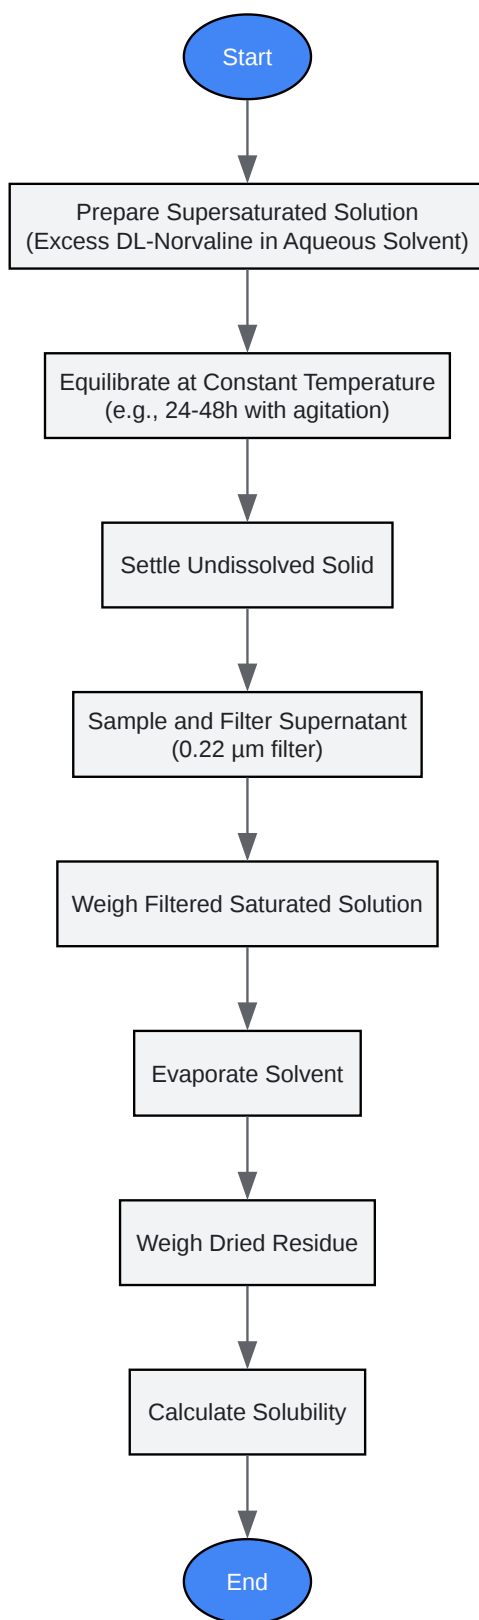 Start
Prepare Supersaturated Solution
(Excess DL-Norvaline in Aqueous Solvent)
Equilibrate at Constant Temperature
(e.g., 24-48h with agitation)
Settle Undissolved Solid
Sample and Filter Supernatant
(0.22 µm filter)
Weigh Filtered Saturated Solution
Evaporate Solvent
Weigh Dried Residue
Calculate Solubility
End